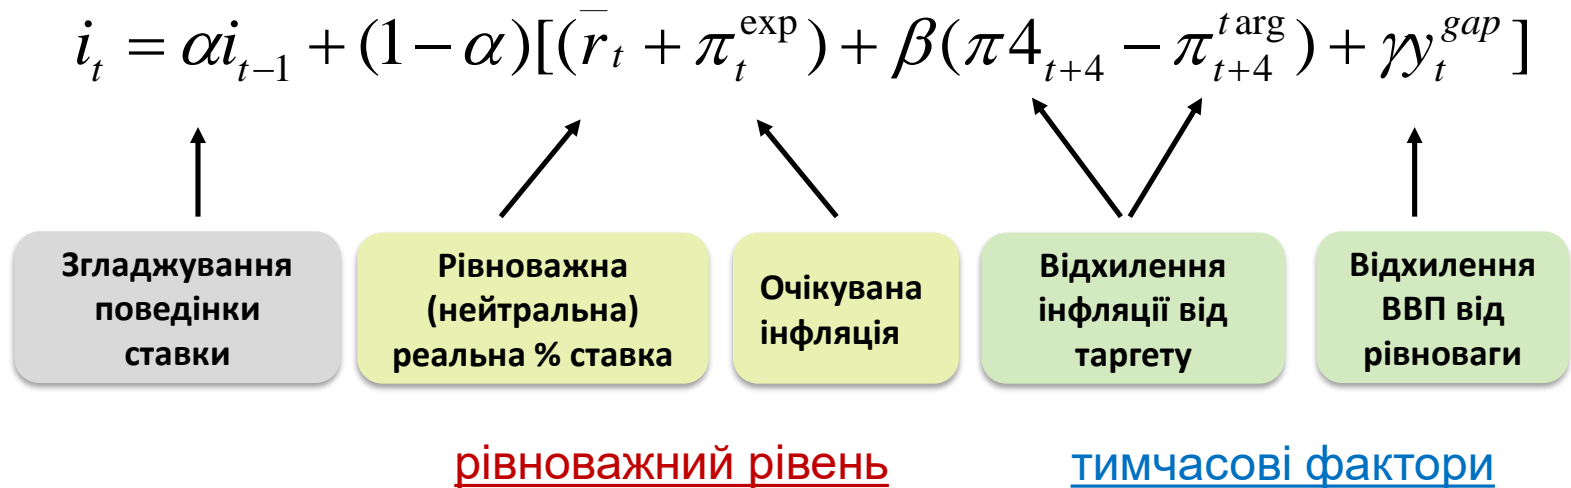 i_t = αi_{t−1} + (1−α)[(r̄_t + π_t^{exp}) + β(π4_{t+4} − π_{t+4}^{targ}) + γy_t^{gap}]
Згладжування
поведінки
ставки
Рівноважна
(нейтральна)
реальна % ставка
Очікувана
інфляція
Відхилення
інфляції від
таргету
Відхилення
ВВП від
рівноваги
рівноважний рівень
тимчасові фактори